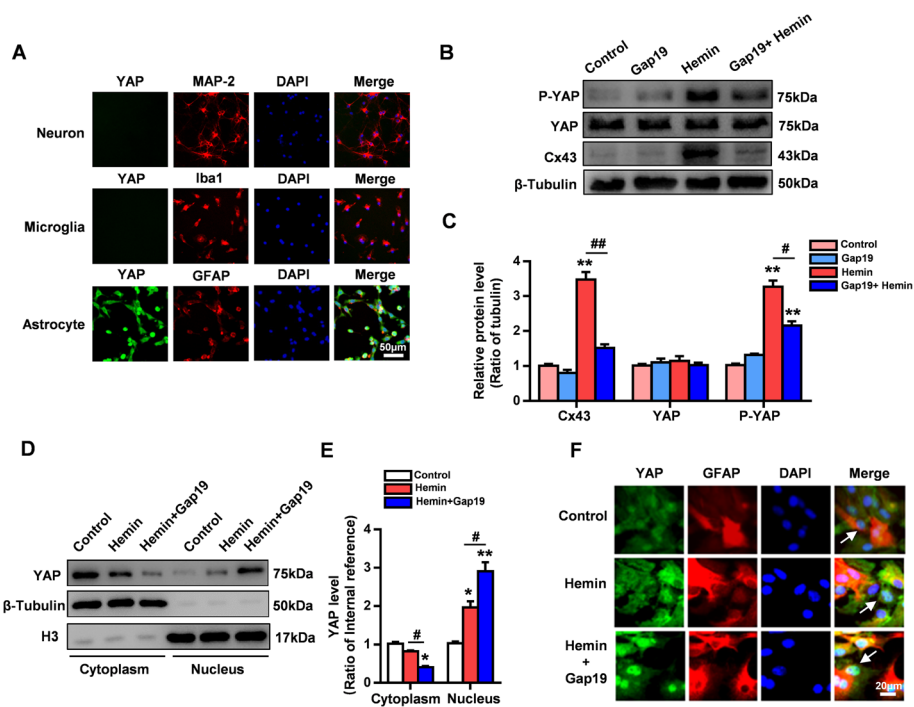 A
YAP MAP-2 DAPI Merge
Neuron
YAP Iba1 DAPI Merge
Microglia
YAP GFAP DAPI Merge
Astrocyte
50μm
B
Control Gap19 Hemin Gap19+ Hemin
P-YAP 75kDa
YAP 75kDa
Cx43 43kDa
β-Tubulin 50kDa
C
Control
Gap19
Hemin
Gap19+ Hemin
Relative protein level
(Ratio of tubulin)
4
3
2
1
0
** ## ** # **
Cx43 YAP P-YAP
D
Control Hemin Hemin+Gap19 Control Hemin Hemin+Gap19
YAP 75kDa
β-Tubulin 50kDa
H3 17kDa
Cytoplasm Nucleus
E
Control
Hemin
Hemin+Gap19
YAP level
(Ratio of Internal reference)
4
3
2
1
0
# * * # **
Cytoplasm Nucleus
F
YAP GFAP DAPI Merge
Control
Hemin
Hemin
+
Gap19
20μm